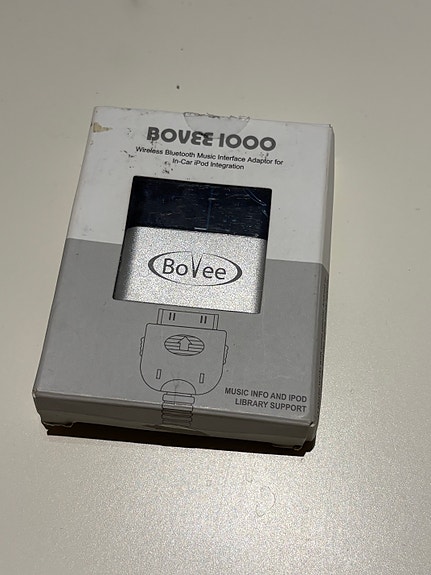 BOVEE 1000
Wireless Bluetooth Music Interface Adaptor for
In-Car iPod Integration
BoVee
MUSIC INFO AND IPOD
LIBRARY SUPPORT